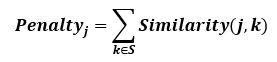 Penalty_j = ∑_{k∈S} Similarity(j, k)